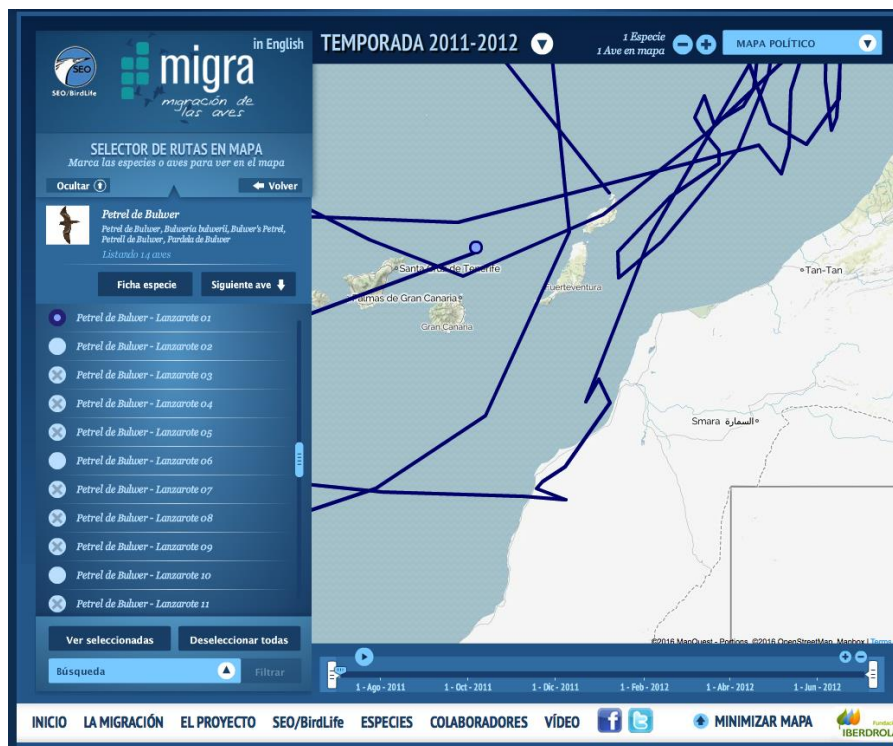 in English
SEO
SEO/BirdLife
migra
migración de
las aves
SELECTOR DE RUTAS EN MAPA
Marca las especies o aves para ver en el mapa
Ocultar
Volver
Petrel de Bulwer
Petrel de Bulwer, Bulweria bulwerii, Bulwer's Petrel,
Petrell de Bulwer, Pardela de Bulwer
Listando 14 aves
Ficha especie
Siguiente ave
Petrel de Bulwer - Lanzarote 01
Petrel de Bulwer - Lanzarote 02
Petrel de Bulwer - Lanzarote 03
Petrel de Bulwer - Lanzarote 04
Petrel de Bulwer - Lanzarote 05
Petrel de Bulwer - Lanzarote 06
Petrel de Bulwer - Lanzarote 07
Petrel de Bulwer - Lanzarote 08
Petrel de Bulwer - Lanzarote 09
Petrel de Bulwer - Lanzarote 10
Petrel de Bulwer - Lanzarote 11
Ver seleccionadas
Deseleccionar todas
Búsqueda
Filtrar
TEMPORADA 2011-2012
1 Especie
1 Ave en mapa
MAPA POLÍTICO
Santa Cruz de Tenerife
Palmas de Gran Canaria
Gran Canaria
Fuerteventura
Tan-Tan
Smara السمارة
©2016 MapQuest - Portions ©2016 OpenStreetMap, Mapbox | Terms
1 - Ago - 2011
1 - Oct - 2011
1 - Dic - 2011
1 - Feb - 2012
1 - Abr - 2012
1 - Jun - 2012
INICIO
LA MIGRACIÓN
EL PROYECTO
SEO/BirdLife
ESPECIES
COLABORADORES
VÍDEO
MINIMIZAR MAPA
Fundación
IBERDROL